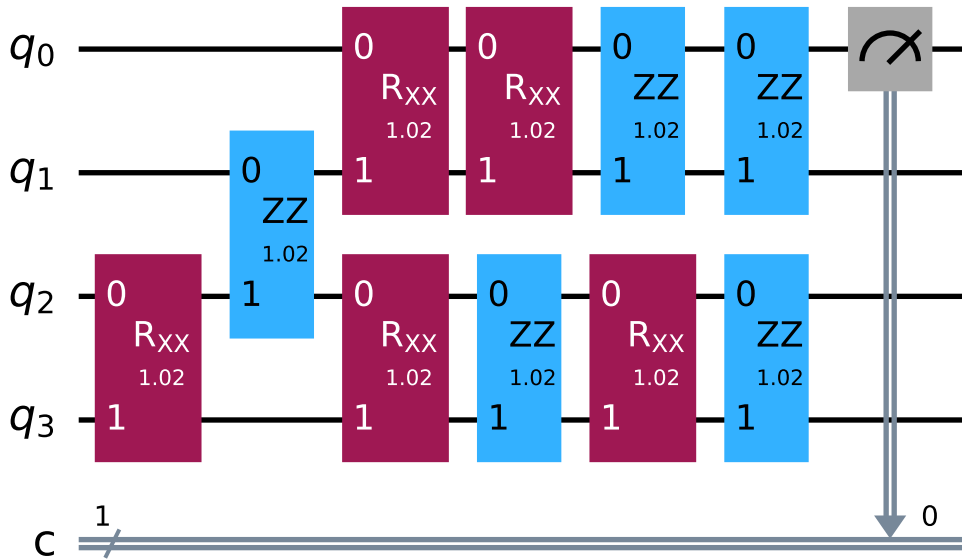 q0
0 0 0 0
RXX RXX ZZ ZZ
1.02 1.02 1.02 1.02
q1
0 1 1 1 1
ZZ
1.02
q2
0 1 0 0 0 0
RXX RXX ZZ RXX ZZ
1.02 1.02 1.02 1.02 1.02
q3
1 1 1 1 1
1 0
c